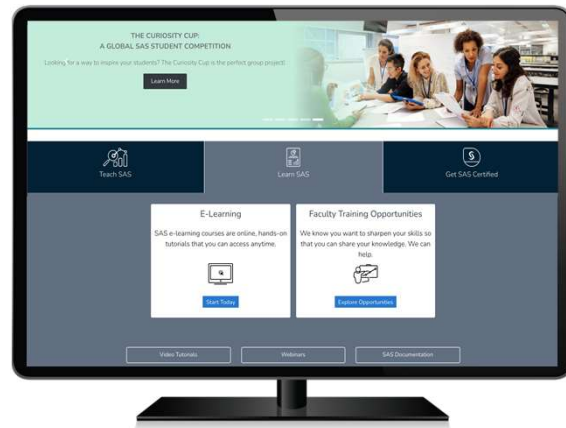 THE CURIOSITY CUP:
A GLOBAL SAS STUDENT COMPETITION
Looking for a way to inspire your students? The Curiosity Cup is the perfect group project!
Learn More
Teach SAS
Learn SAS
Get SAS Certified
E-Learning
SAS e-learning courses are online, hands-on
tutorials that you can access anytime.
Start Today
Faculty Training Opportunities
We know you want to sharpen your skills so
that you can share your knowledge. We can
help.
Explore Opportunities
Video Tutorials
Webinars
SAS Documentation